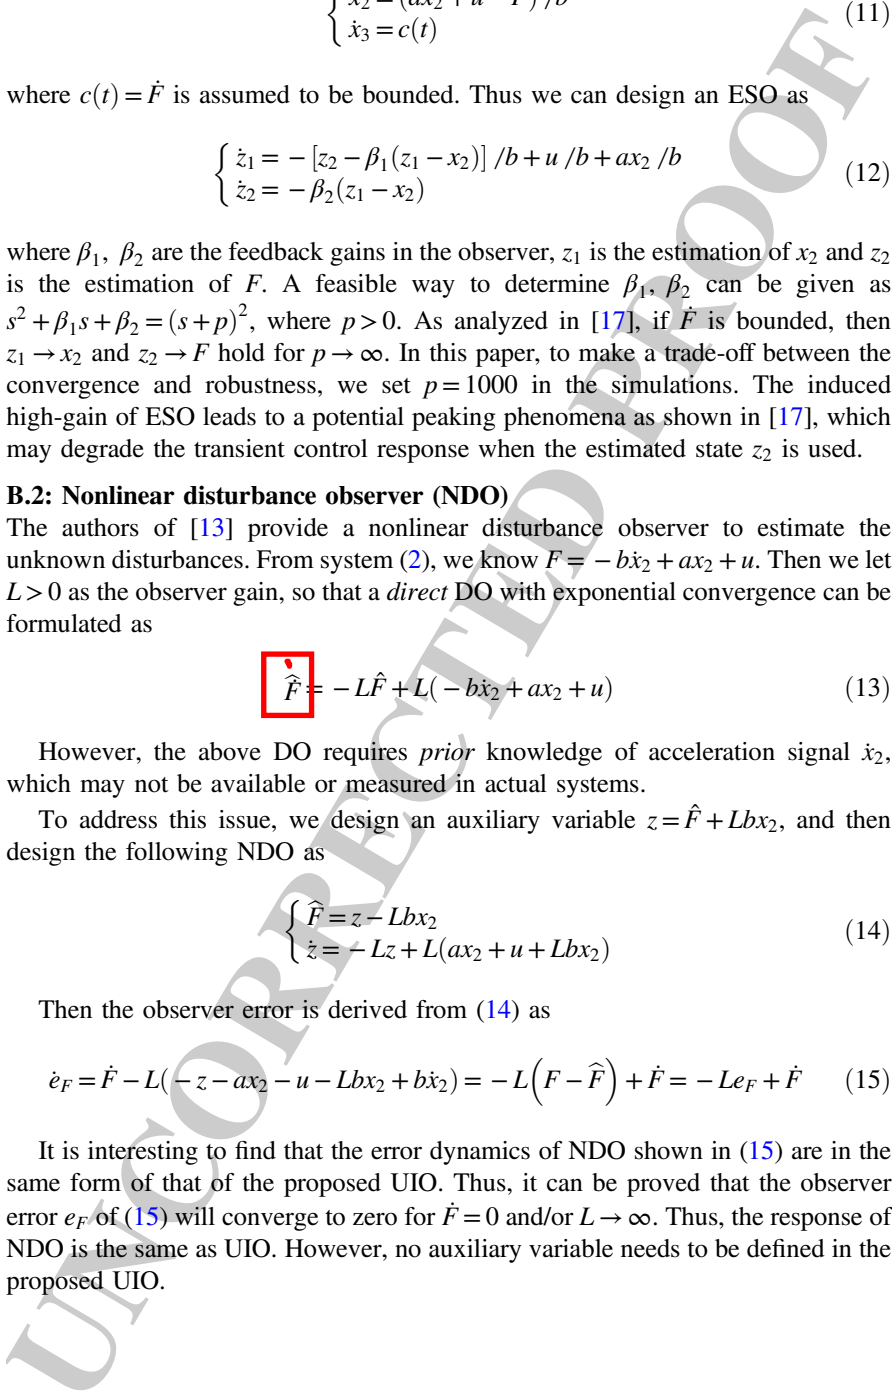 ẋ₂ = (ax₂ + u − F) /b
ẋ₃ = c(t) (11)
where c(t) = Ḟ is assumed to be bounded. Thus we can design an ESO as
ż₁ = − [z₂ − β₁(z₁ − x₂)] /b + u /b + ax₂ /b
ż₂ = − β₂(z₁ − x₂) (12)
where β₁, β₂ are the feedback gains in the observer, z₁ is the estimation of x₂ and z₂
is the estimation of F. A feasible way to determine β₁, β₂ can be given as
s² + β₁s + β₂ = (s + p)², where p > 0. As analyzed in [17], if Ḟ is bounded, then
z₁ → x₂ and z₂ → F hold for p → ∞. In this paper, to make a trade-off between the
convergence and robustness, we set p = 1000 in the simulations. The induced
high-gain of ESO leads to a potential peaking phenomena as shown in [17], which
may degrade the transient control response when the estimated state z₂ is used.
B.2: Nonlinear disturbance observer (NDO)
The authors of [13] provide a nonlinear disturbance observer to estimate the
unknown disturbances. From system (2), we know F = − bẋ₂ + ax₂ + u. Then we let
L > 0 as the observer gain, so that a direct DO with exponential convergence can be
formulated as
F̂̇ = − LF̂ + L( − bẋ₂ + ax₂ + u) (13)
However, the above DO requires prior knowledge of acceleration signal ẋ₂,
which may not be available or measured in actual systems.
To address this issue, we design an auxiliary variable z = F̂ + Lbx₂, and then
design the following NDO as
F̂ = z − Lbx₂
ż = − Lz + L(ax₂ + u + Lbx₂) (14)
Then the observer error is derived from (14) as
ė_F = Ḟ − L( − z − ax₂ − u − Lbx₂ + bẋ₂) = − L(F − F̂) + Ḟ = − Le_F + Ḟ (15)
It is interesting to find that the error dynamics of NDO shown in (15) are in the
same form of that of the proposed UIO. Thus, it can be proved that the observer
error e_F of (15) will converge to zero for Ḟ = 0 and/or L → ∞. Thus, the response of
NDO is the same as UIO. However, no auxiliary variable needs to be defined in the
proposed UIO.
UNCORRECTED PROOF